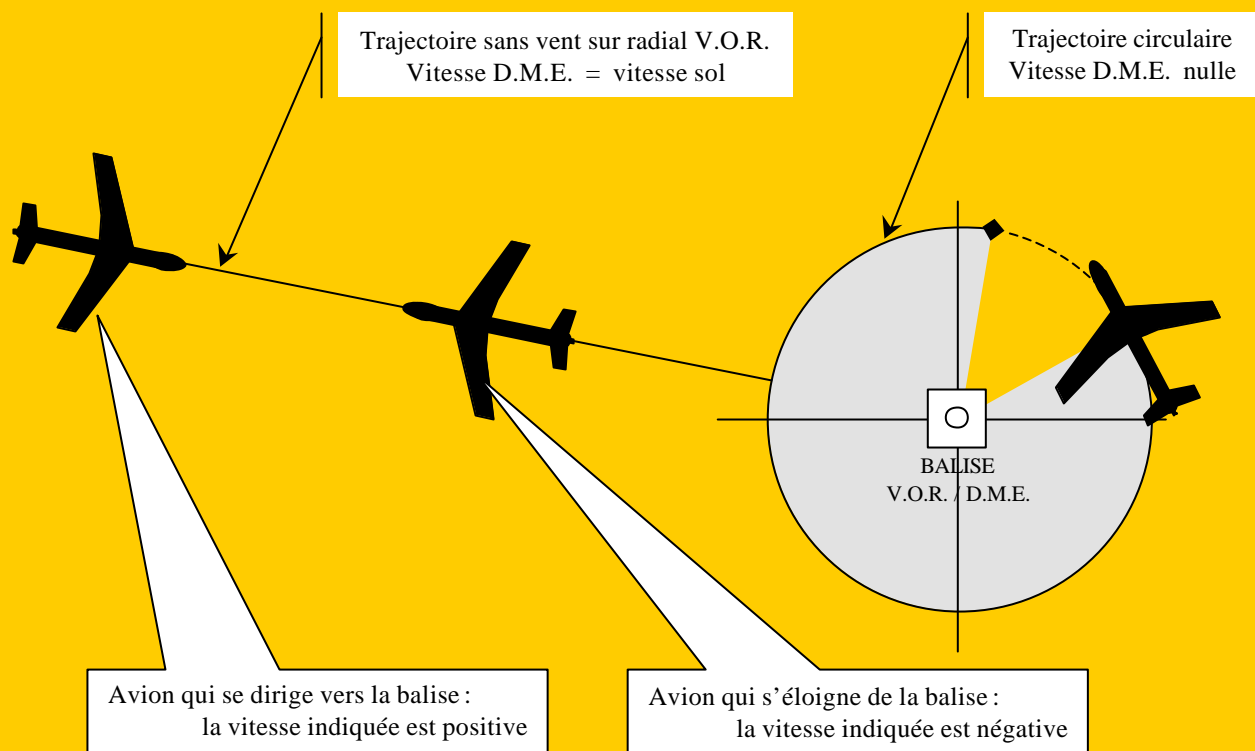 Trajectoire sans vent sur radial V.O.R.
Vitesse D.M.E. = vitesse sol
Trajectoire circulaire
Vitesse D.M.E. nulle
BALISE
V.O.R. / D.M.E.
Avion qui se dirige vers la balise :
la vitesse indiquée est positive
Avion qui s’éloigne de la balise :
la vitesse indiquée est négative